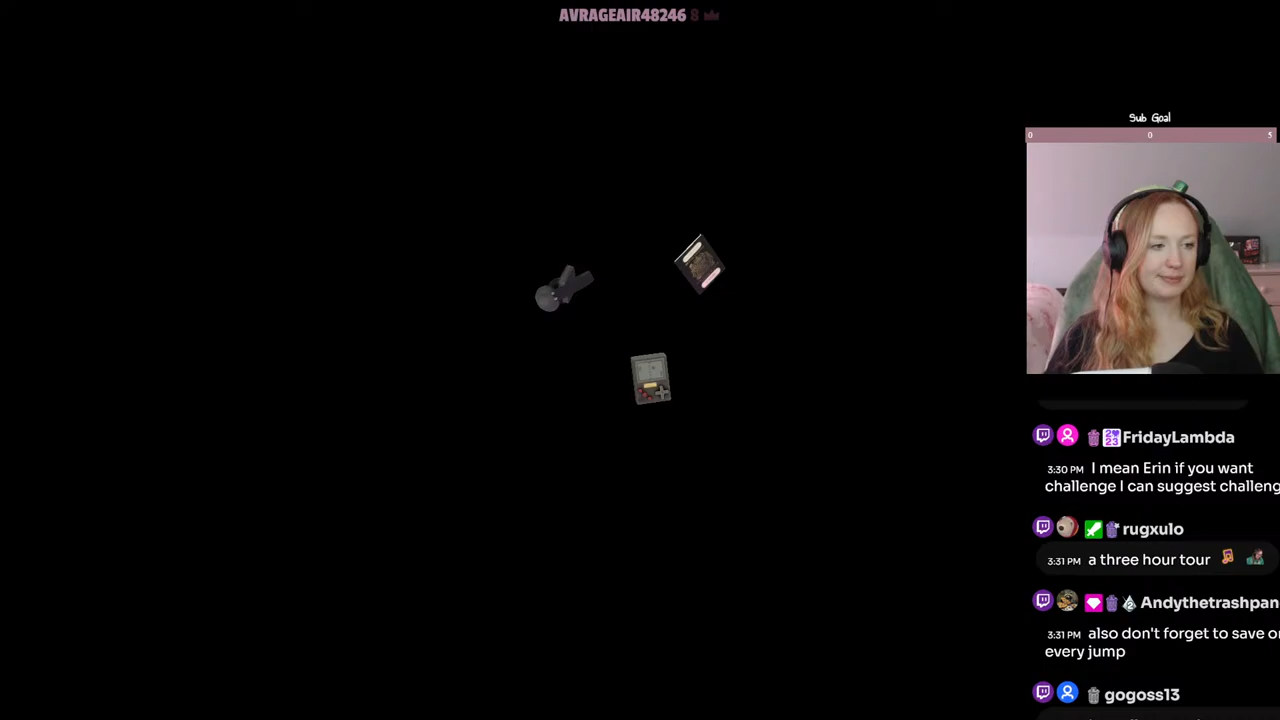 AVRAGEAIR48246 8
Sub Goal
0 0 5
FridayLambda
3:30 PM I mean Erin if you want
challenge I can suggest challeng
rugxulo
3:31 PM a three hour tour
Andythetrashpan
3:31 PM also don't forget to save o
every jump
gogoss13